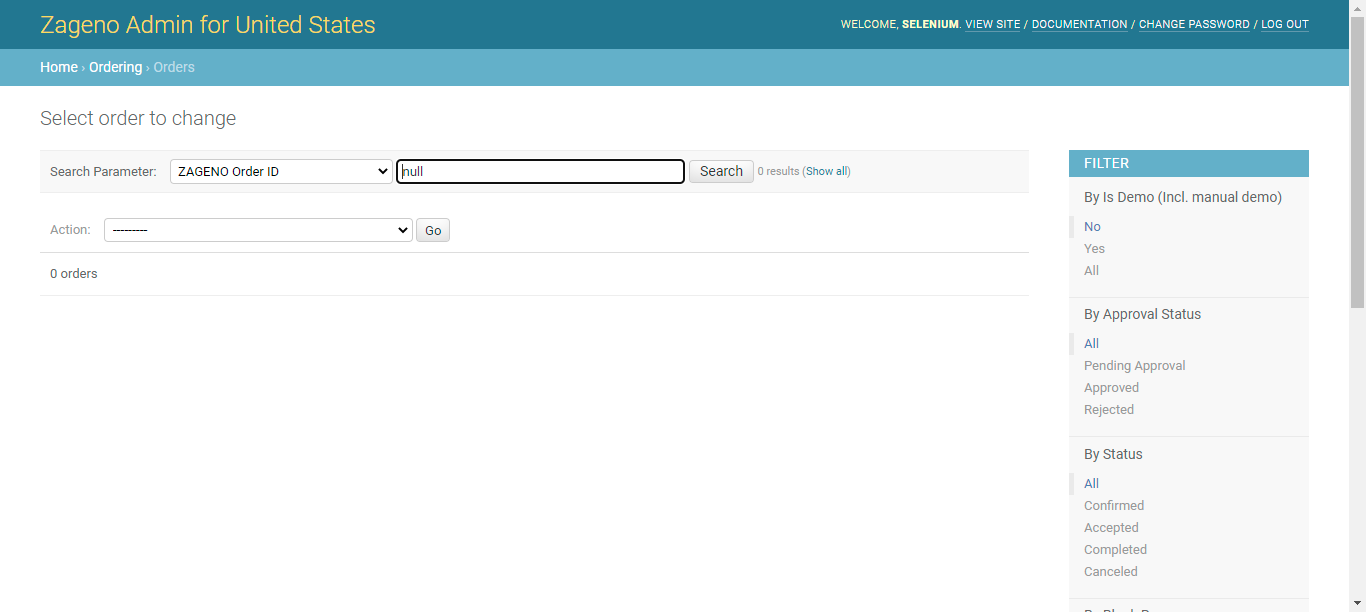 Zageno Admin for United States
WELCOME, SELENIUM. VIEW SITE / DOCUMENTATION / CHANGE PASSWORD / LOG OUT
Home › Ordering › Orders
Select order to change
Search Parameter: ZAGENO Order ID null Search 0 results (Show all)
Action: --------- Go
0 orders
FILTER
By Is Demo (Incl. manual demo)
No
Yes
All
By Approval Status
All
Pending Approval
Approved
Rejected
By Status
All
Confirmed
Accepted
Completed
Canceled